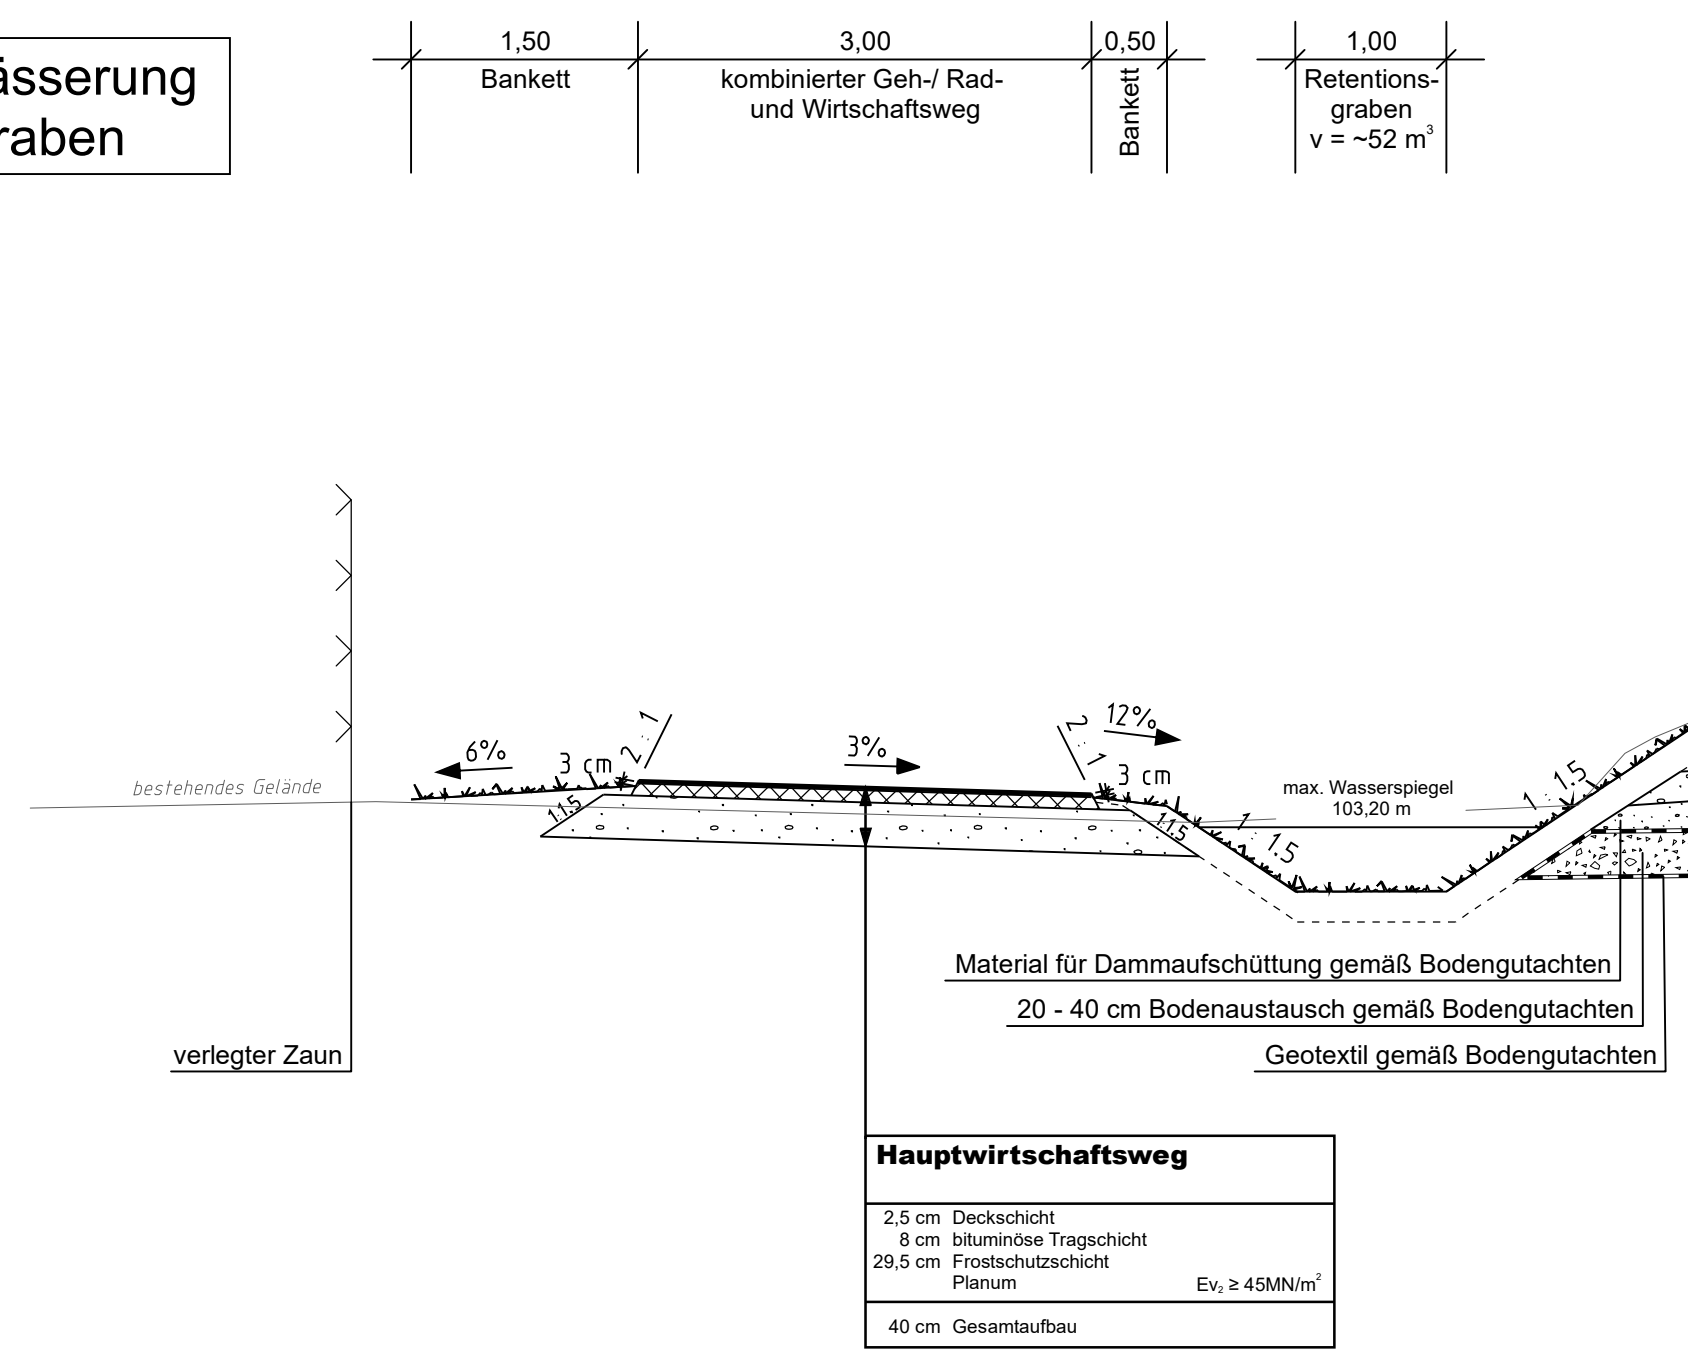 ässerung
raben
1,50
3,00
0,50
1,00
Bankett
kombinierter Geh-/ Rad-
und Wirtschaftsweg
Bankett
Retentions-
graben
v = ~52 m³
6%
3 cm
2 : 1
3%
2 : 1
12%
3 cm
bestehendes Gelände
1:1.5
1:1.5
1 : 1.5
max. Wasserspiegel
103,20 m
1 : 1.5
Material für Dammaufschüttung gemäß Bodengutachten
20 - 40 cm Bodenaustausch gemäß Bodengutachten
verlegter Zaun
Geotextil gemäß Bodengutachten
Hauptwirtschaftsweg
2,5 cm Deckschicht
8 cm bituminöse Tragschicht
29,5 cm Frostschutzschicht
Planum Ev₂ ≥ 45MN/m²
40 cm Gesamtaufbau